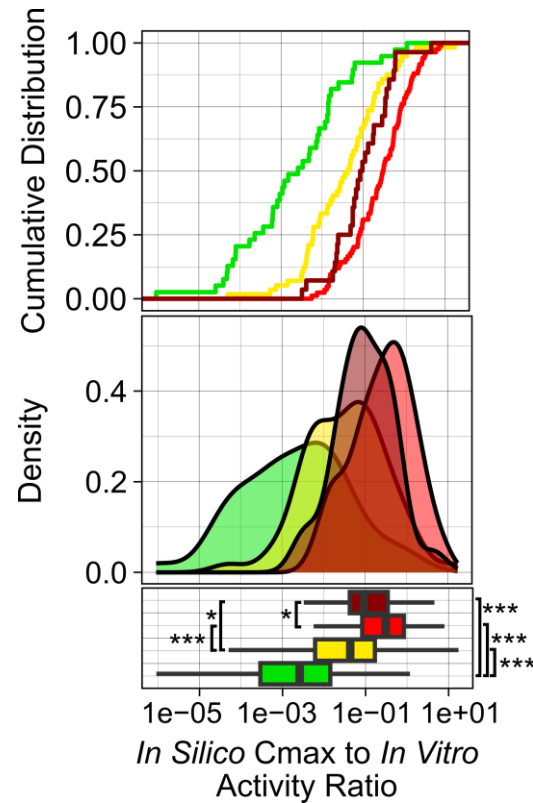 Cumulative Distribution
1.00
0.75
0.50
0.25
0.00
Density
0.4
0.2
0.0
*
***
*
***
***
***
1e-05 1e-03 1e-01 1e+01
In Silico Cmax to In Vitro
Activity Ratio